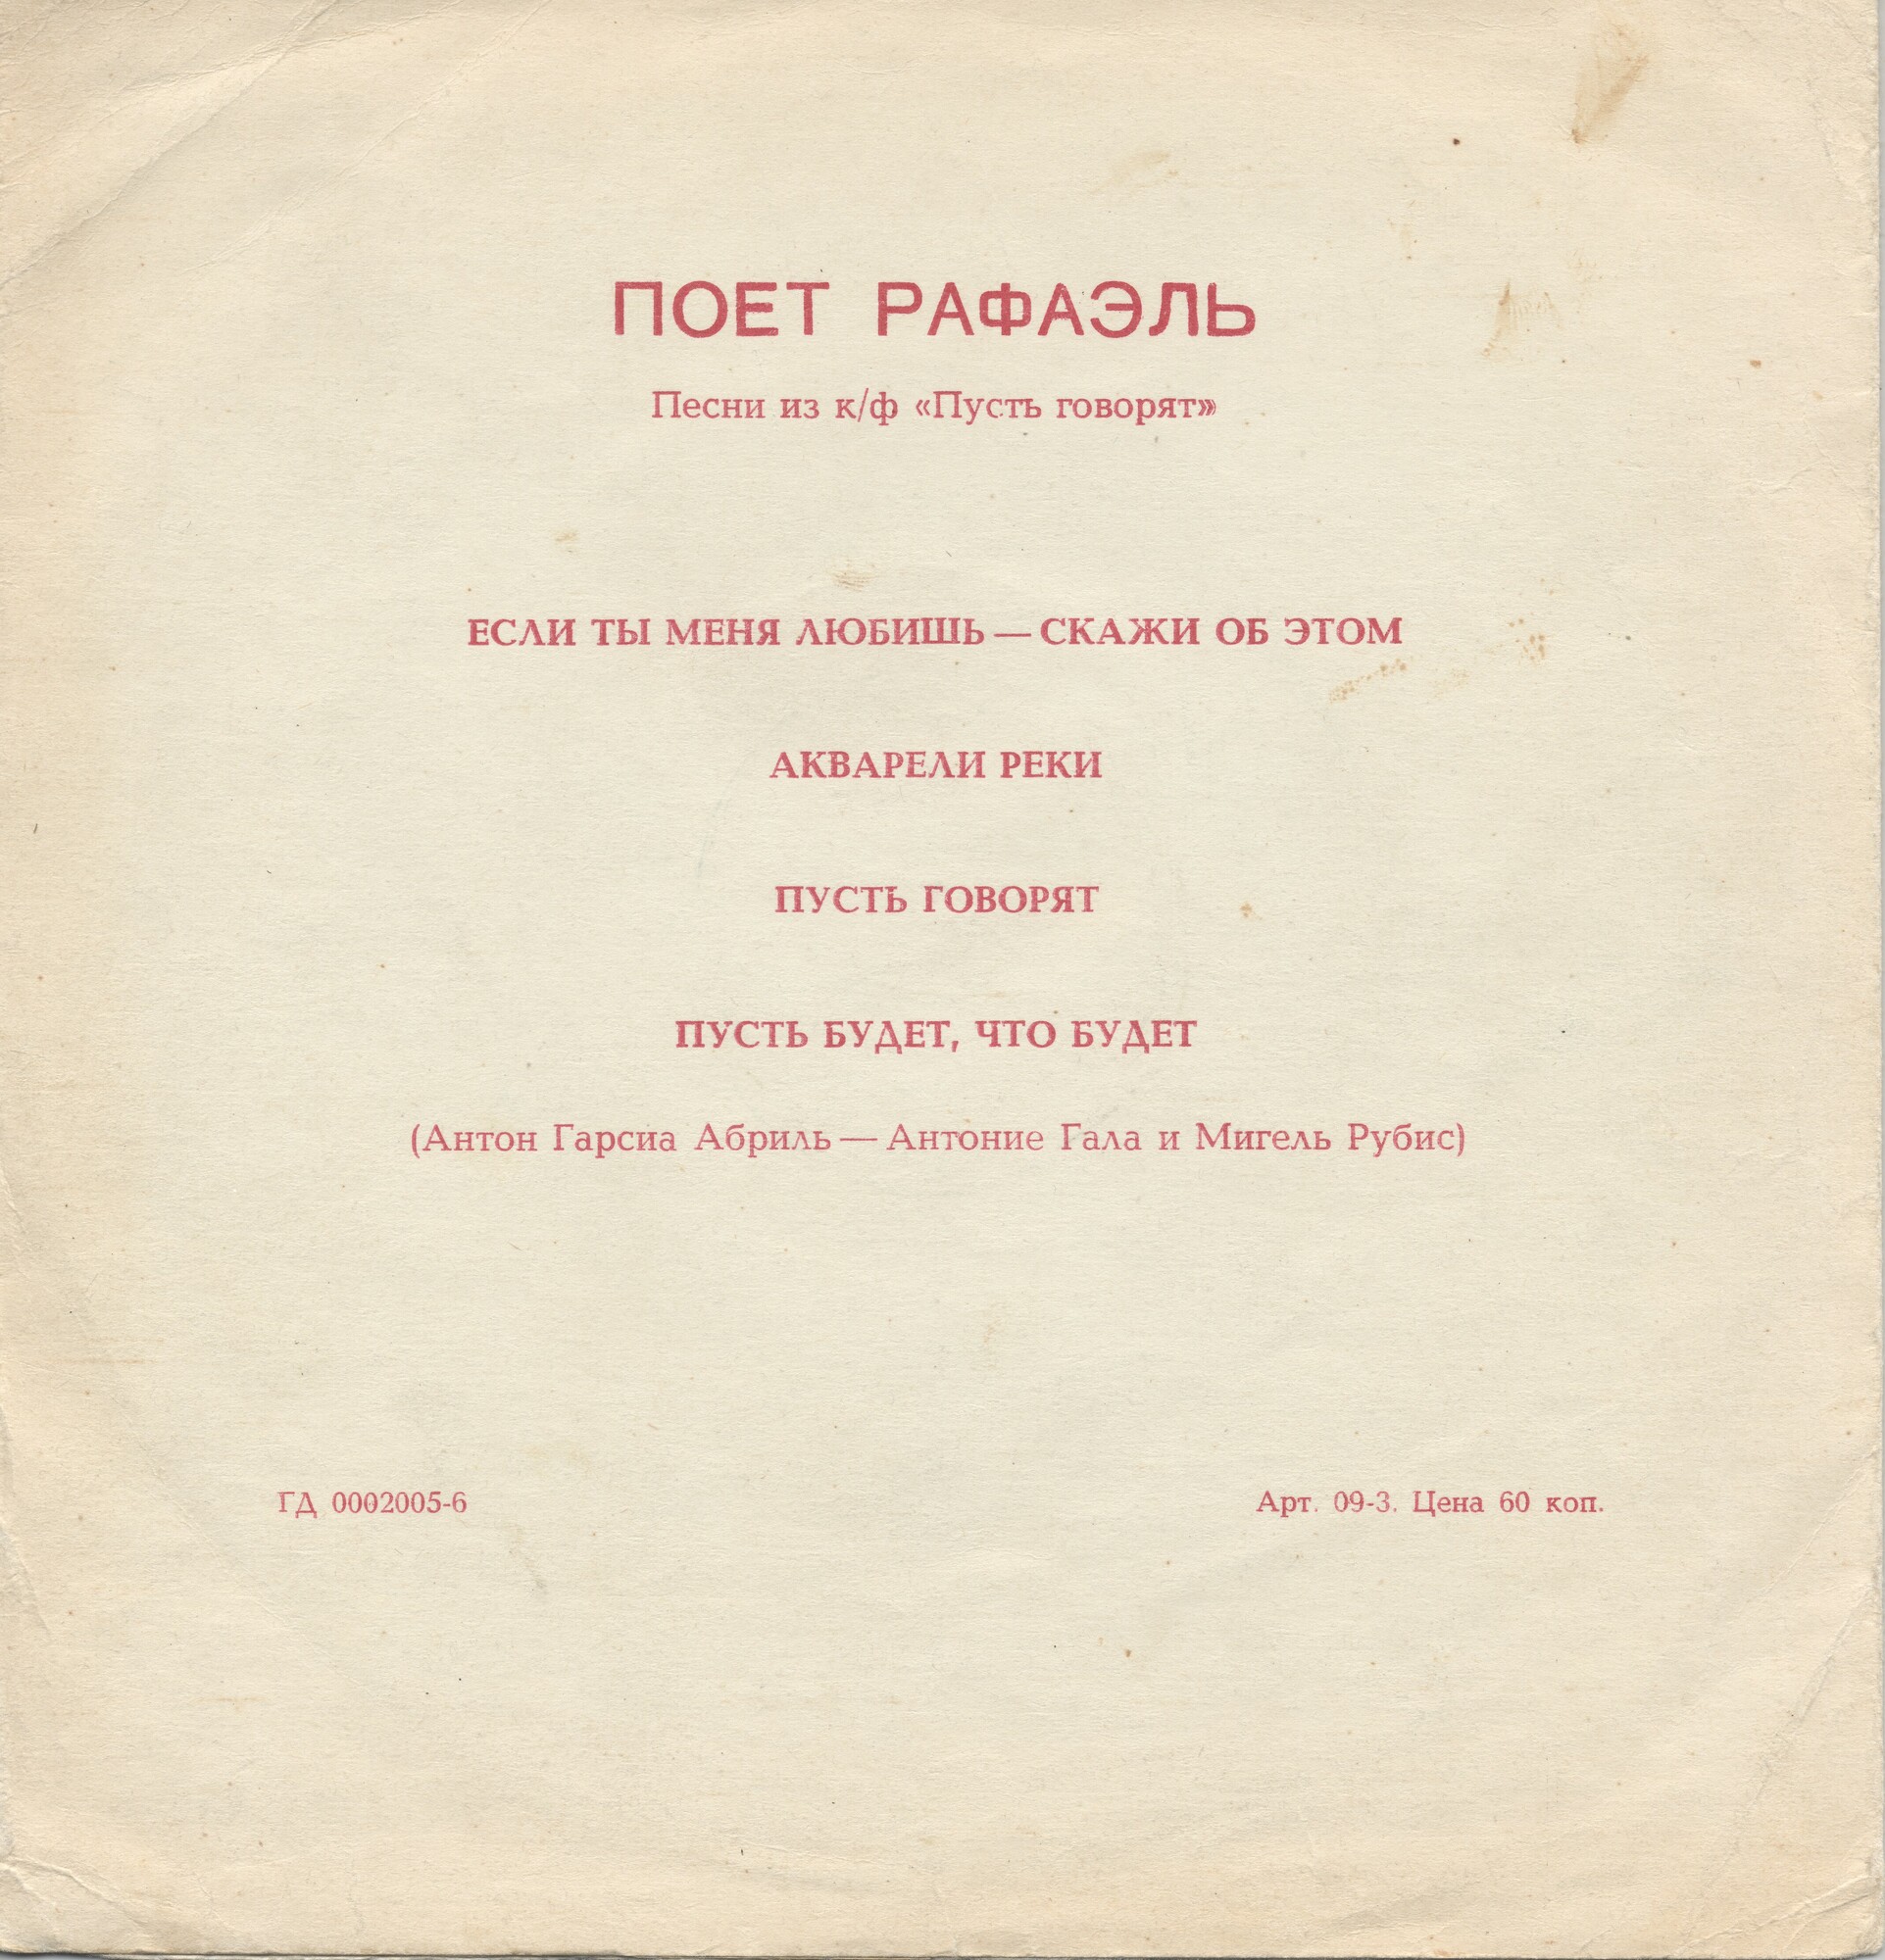 ПОЕТ РАФАЭЛЬ
Песни из к/ф «Пусть говорят»
ЕСЛИ ТЫ МЕНЯ ЛЮБИШЬ — СКАЖИ ОБ ЭТОМ
АКВАРЕЛИ РЕКИ
ПУСТЬ ГОВОРЯТ
ПУСТЬ БУДЕТ, ЧТО БУДЕТ
(Антон Гарсиа Абриль — Антоние Гала и Мигель Рубис)
ГД 0002005-6
Арт. 09-3. Цена 60 коп.